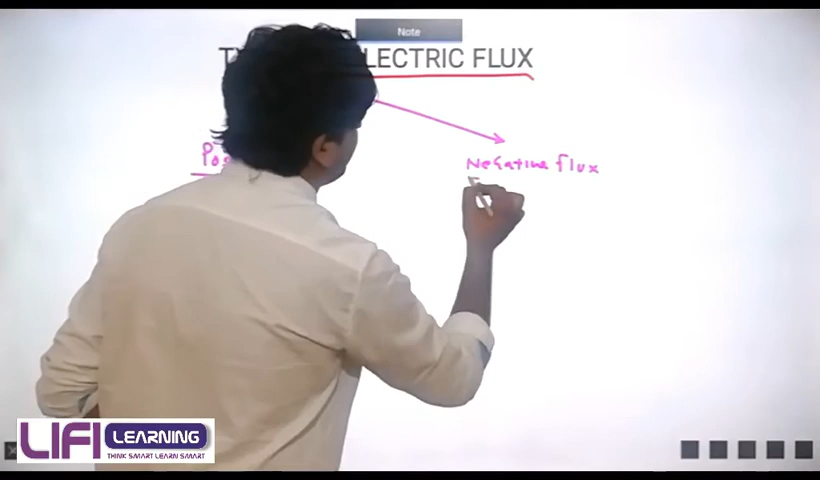 Note
ELECTRIC FLUX
Negative flux
LIFI LEARNING
THINK SMART LEARN SMART